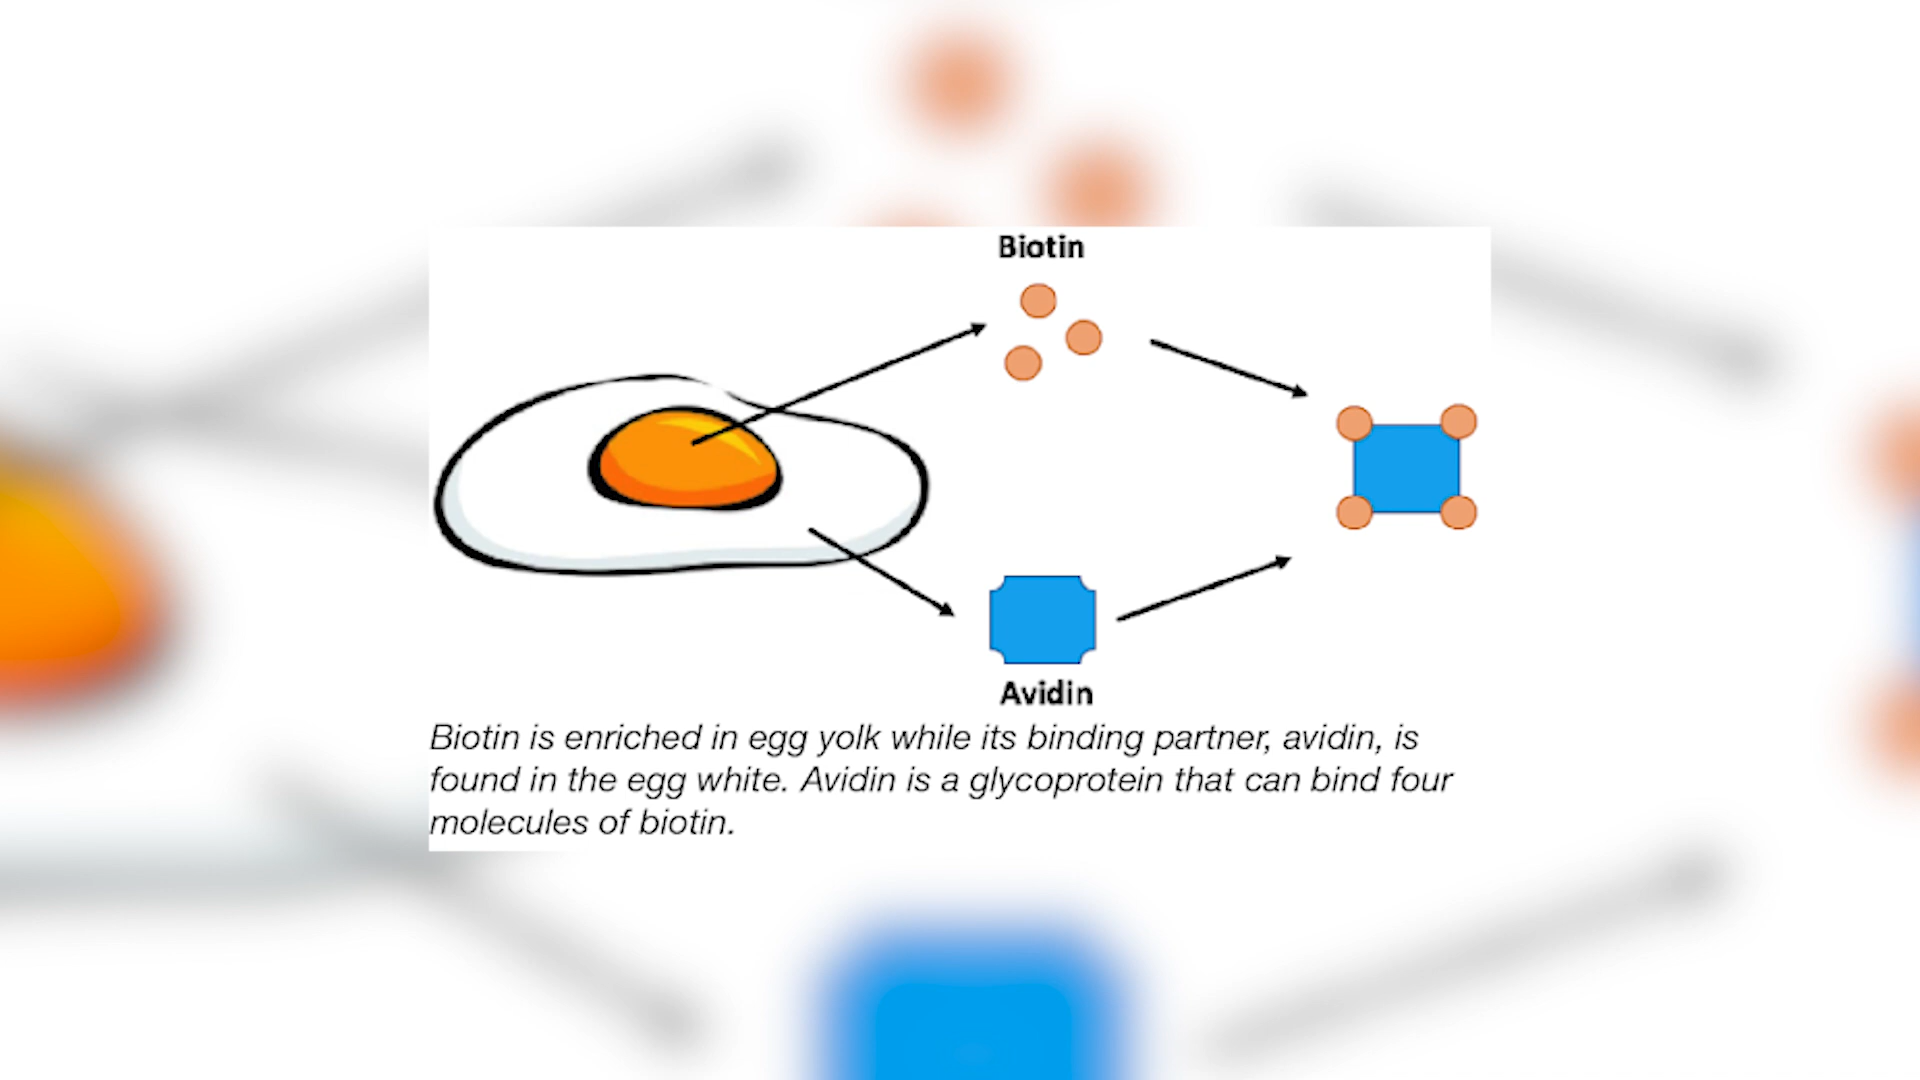 Biotin
Avidin
Biotin is enriched in egg yolk while its binding partner, avidin, is
found in the egg white. Avidin is a glycoprotein that can bind four
molecules of biotin.